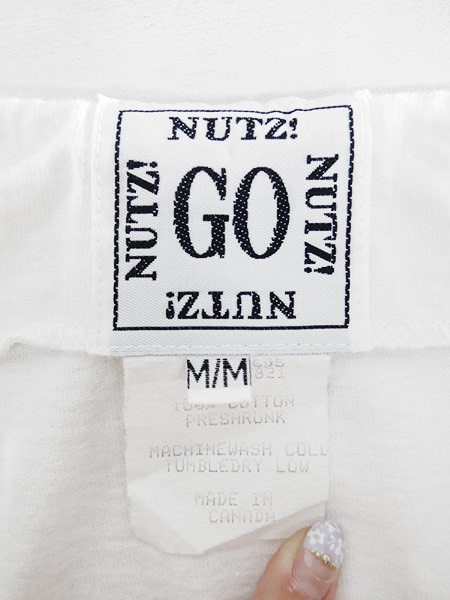 NUTZ!
NUTZ!
GO
NUTZ!
NUTZ!
M/M
100% COTTON
PRESHRUNK
MACHINEWASH COLD
TUMBLEDRY LOW
MADE IN
CANADA